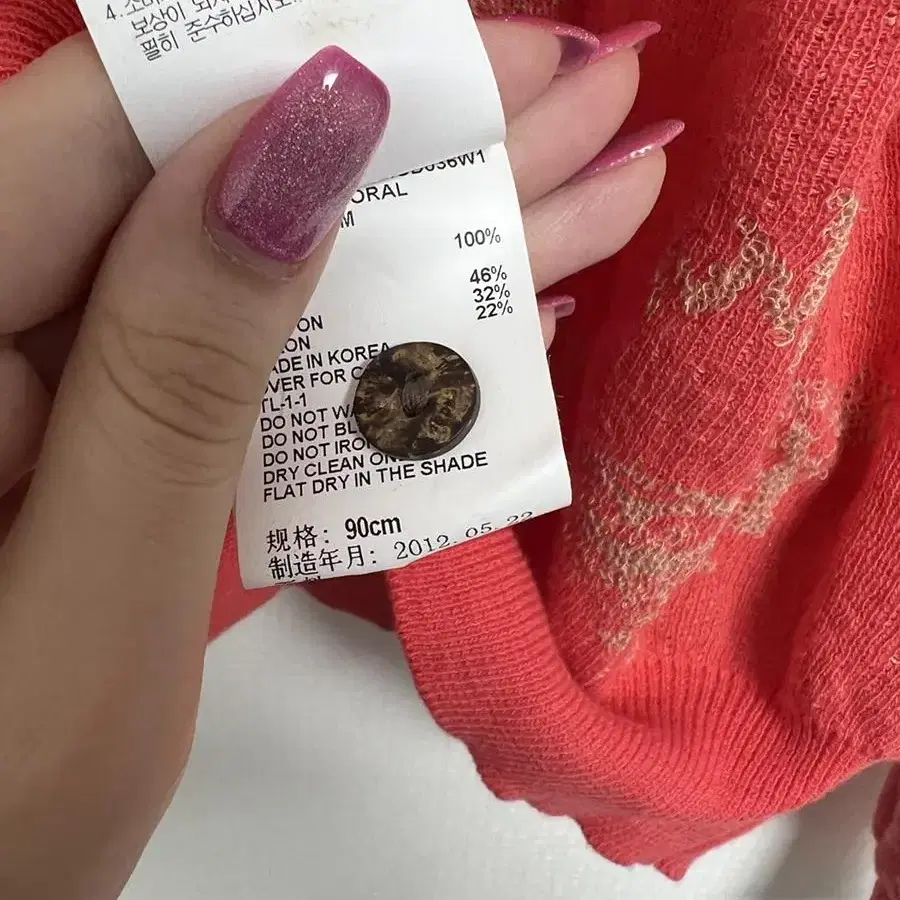 보상이 되지
필히 준수하십시오.
036W1
ORAL
M
100%
46%
32%
22%
ON
ON
ADE IN KOREA
VER FOR C
TL-1-1
DO NOT WA
DO NOT BL
DO NOT IRO
DRY CLEAN ON
FLAT DRY IN THE SHADE
规格: 90cm
制造年月: 2012. 05. 22